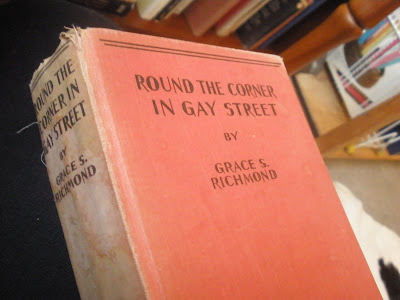 ROUND THE CORNER
IN GAY STREET
BY
GRACE S.
RICHMOND
ROUND THE
CORNER IN
GAY STREET
BY
GRACE S.
RICHMOND